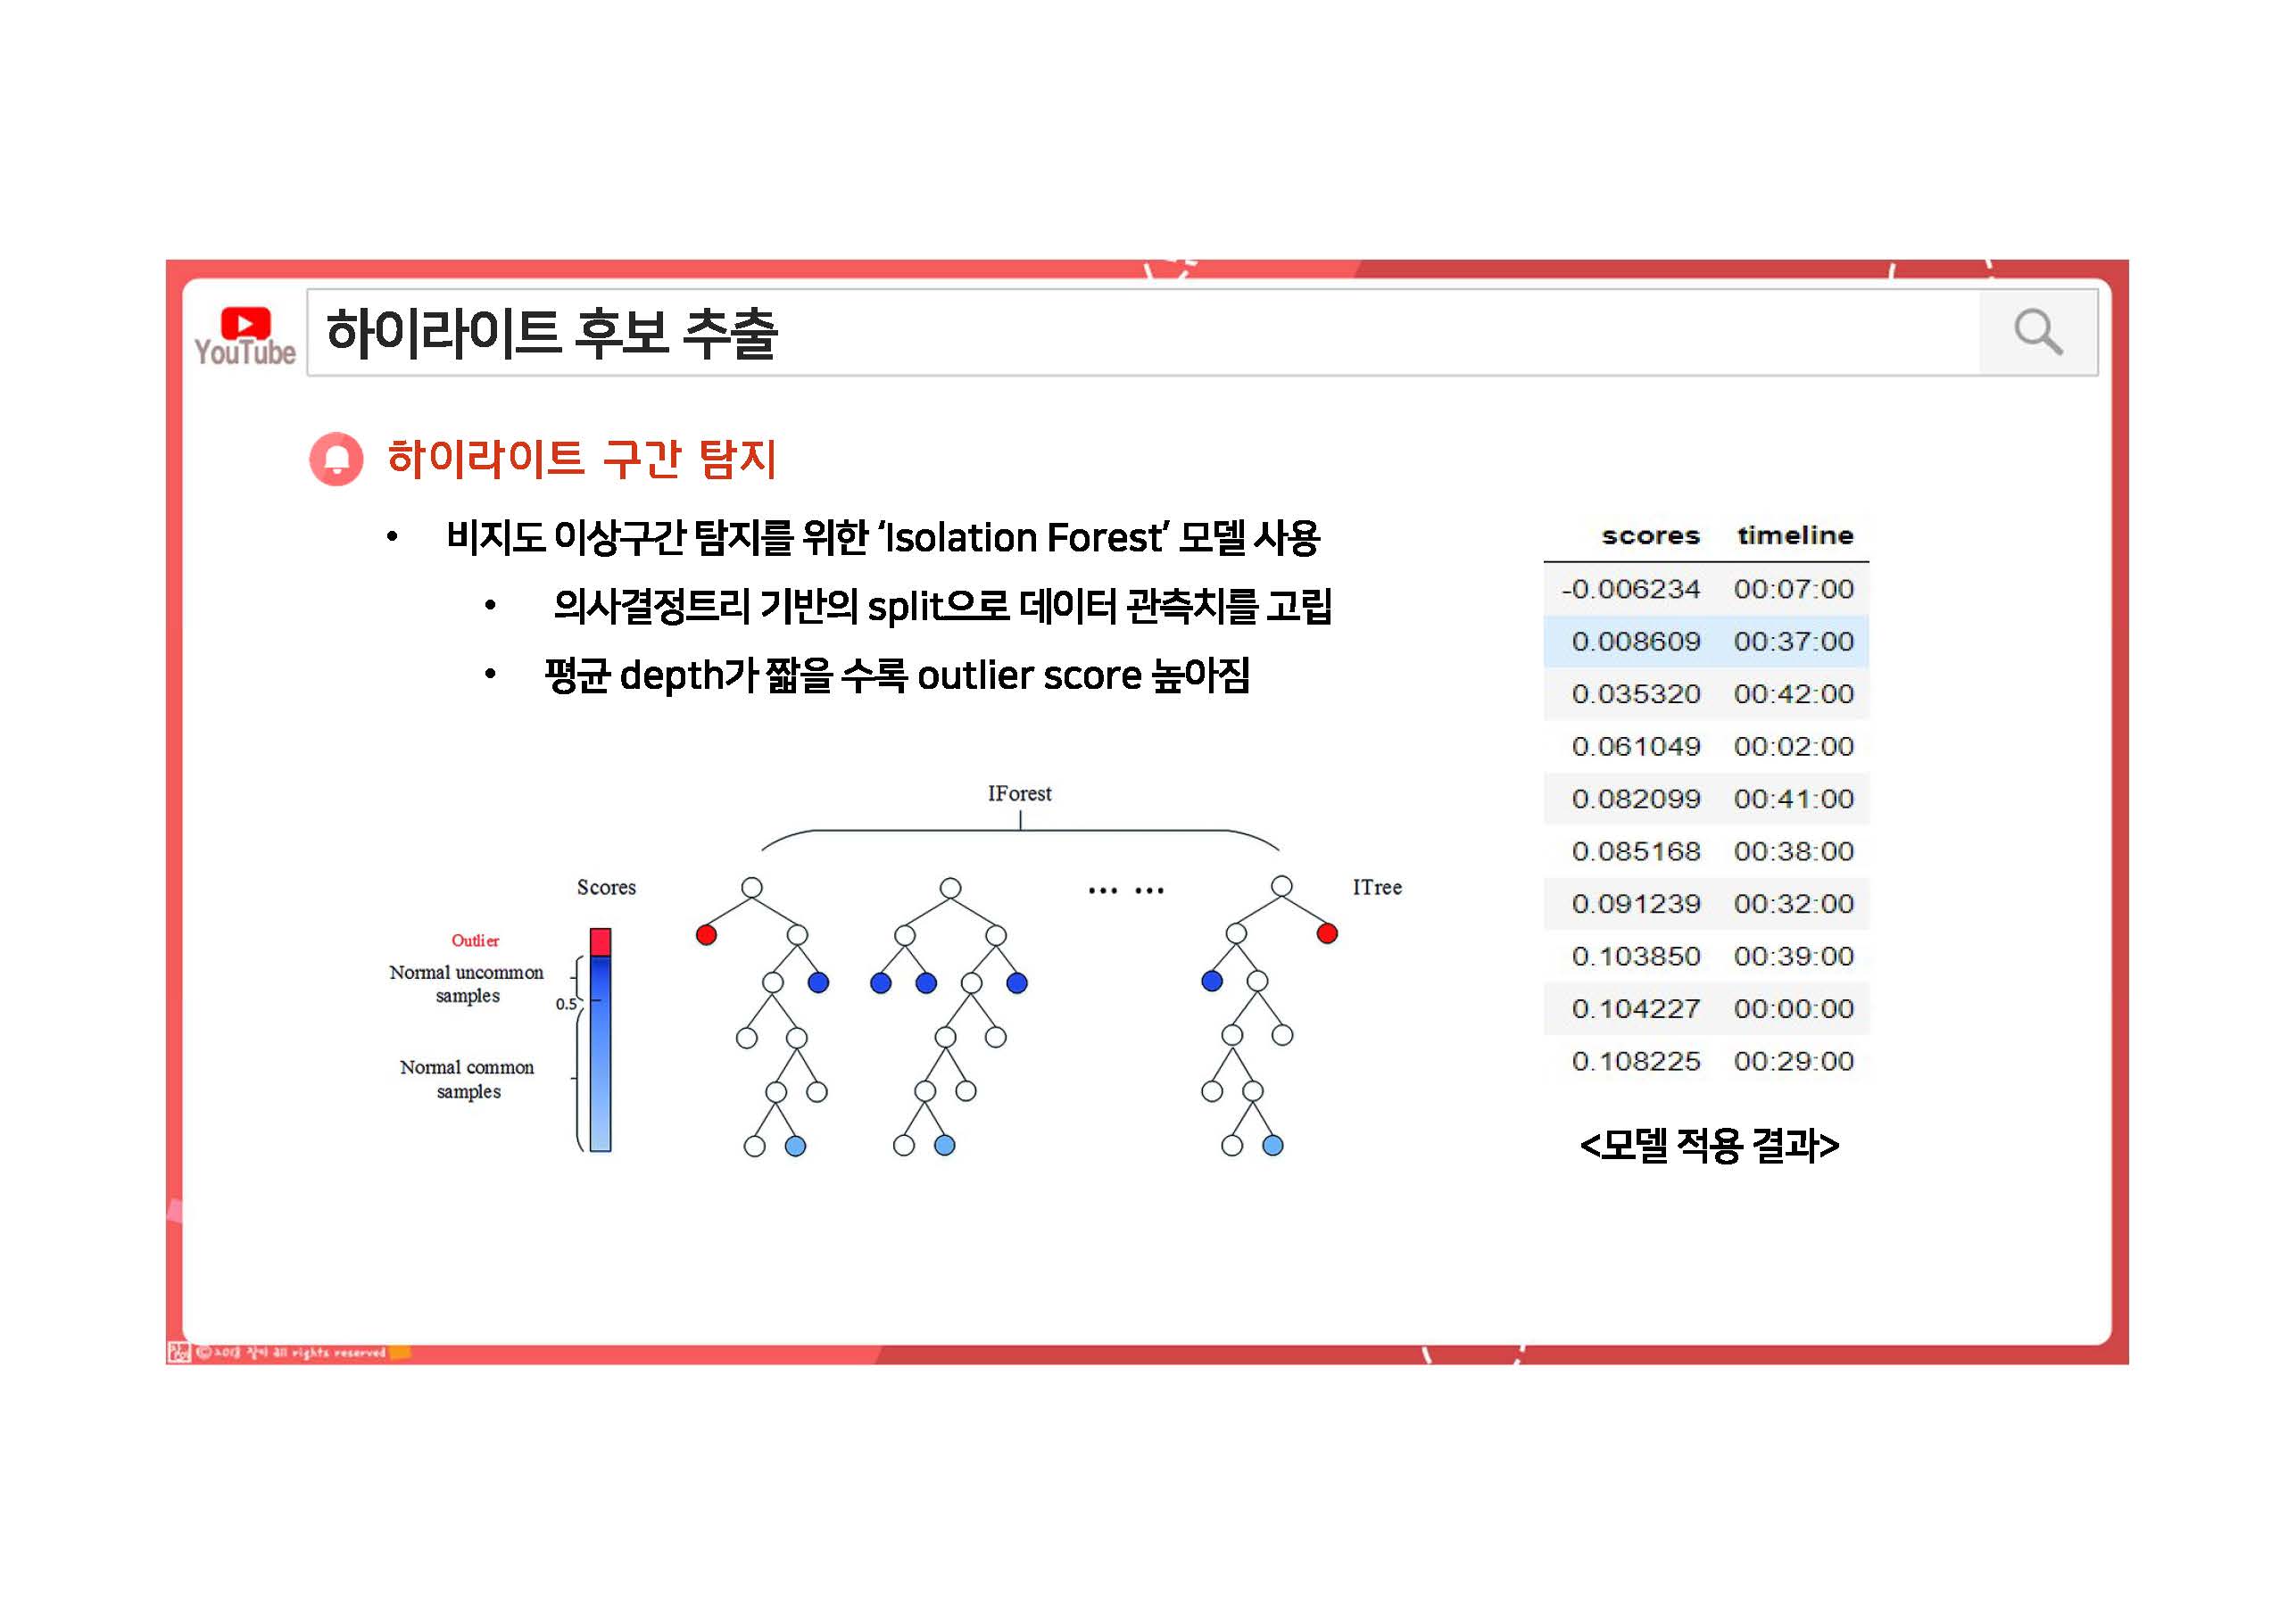 YouTube
하이라이트 후보 추출
하이라이트 구간 탐지
• 비지도 이상구간 탐지를 위한 ‘Isolation Forest’ 모델 사용
• 의사결정트리 기반의 split으로 데이터 관측치를 고립
• 평균 depth가 짧을 수록 outlier score 높아짐
IForest
Scores
... ...
ITree
Outlier
Normal uncommon
samples
0.5
Normal common
samples
scores timeline
-0.006234 00:07:00
0.008609 00:37:00
0.035320 00:42:00
0.061049 00:02:00
0.082099 00:41:00
0.085168 00:38:00
0.091239 00:32:00
0.103850 00:39:00
0.104227 00:00:00
0.108225 00:29:00
<모델 적용 결과>
all rights reserved